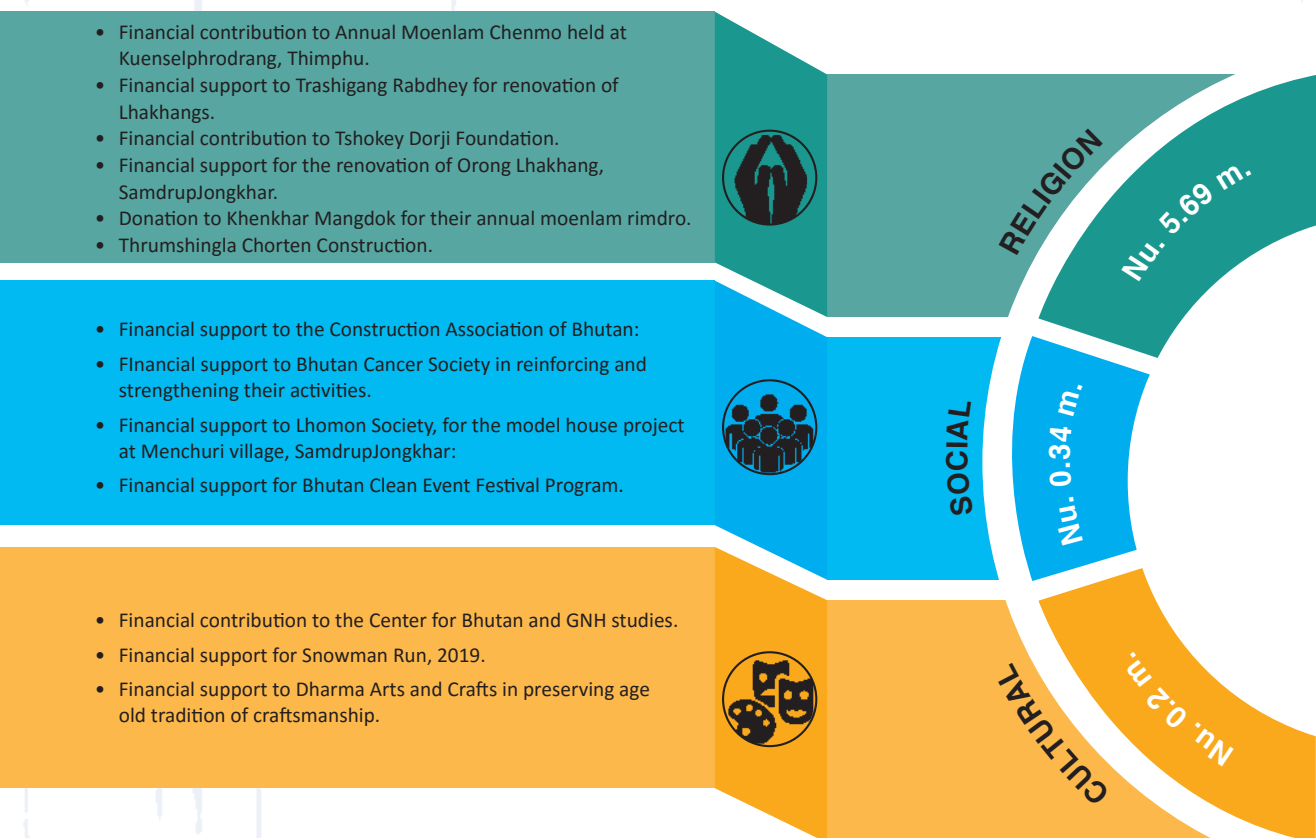 • Financial contribution to Annual Moenlam Chenmo held at
Kuenselphrodrang, Thimphu.
• Financial support to Trashigang Rabdhey for renovation of
Lhakhangs.
• Financial contribution to Tshokey Dorji Foundation.
• Financial support for the renovation of Orong Lhakhang,
SamdrupJongkhar.
• Donation to Khenkhar Mangdok for their annual moenlam rimdro.
• Thrumshingla Chorten Construction.
RELIGION
Nu. 5.69 m.
• Financial support to the Construction Association of Bhutan:
• FInancial support to Bhutan Cancer Society in reinforcing and
strengthening their activities.
• Financial support to Lhomon Society, for the model house project
at Menchuri village, SamdrupJongkhar:
• Financial support for Bhutan Clean Event Festival Program.
SOCIAL
Nu. 0.34 m.
• Financial contribution to the Center for Bhutan and GNH studies.
• Financial support for Snowman Run, 2019.
• Financial support to Dharma Arts and Crafts in preserving age
old tradition of craftsmanship.
CULTURAL
Nu. 0.2 m.